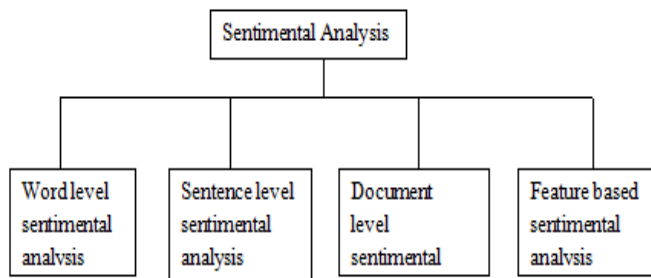 Sentimental Analysis
Word level
sentimental
analysis
Sentence level
sentimental
analysis
Document
level
sentimental
Feature based
sentimental
analysis